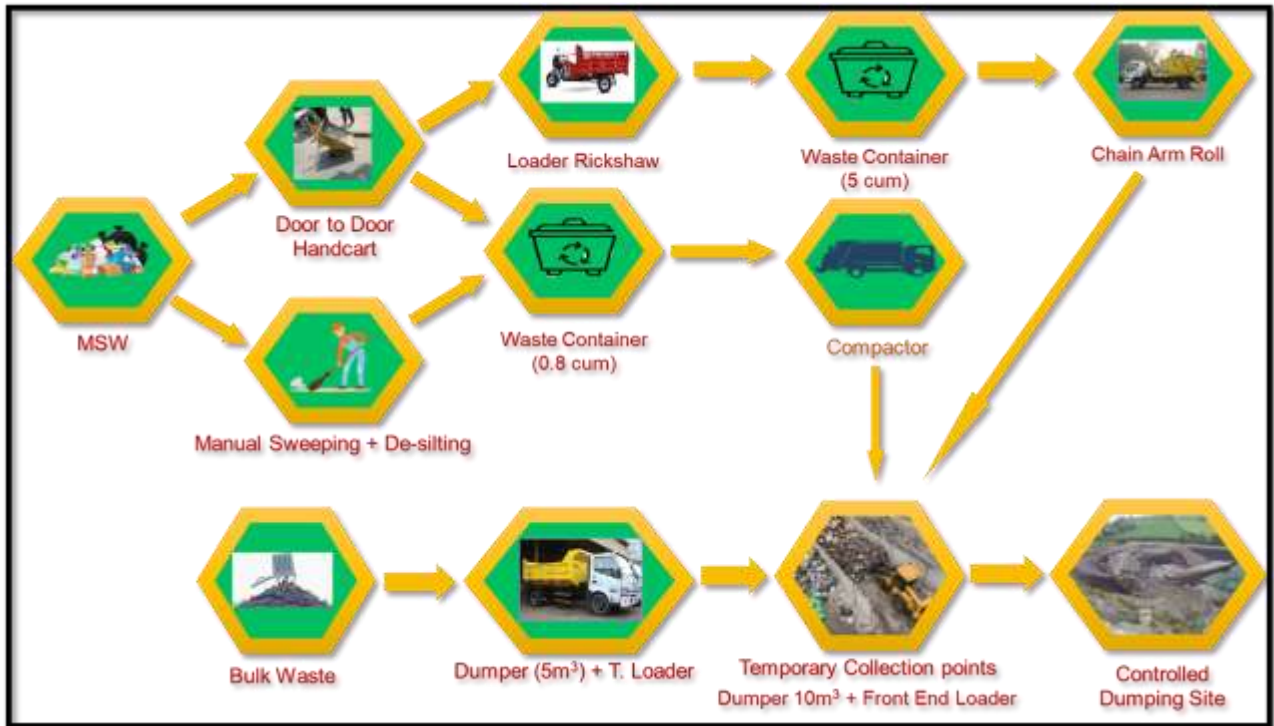 Loader Rickshaw
Waste Container
(5 cum)
Chain Arm Roll
Door to Door
Handcart
MSW
Waste Container
(0.8 cum)
Compactor
Manual Sweeping + De-silting
Bulk Waste
Dumper (5m³) + T. Loader
Temporary Collection points
Dumper 10m³ + Front End Loader
Controlled
Dumping Site